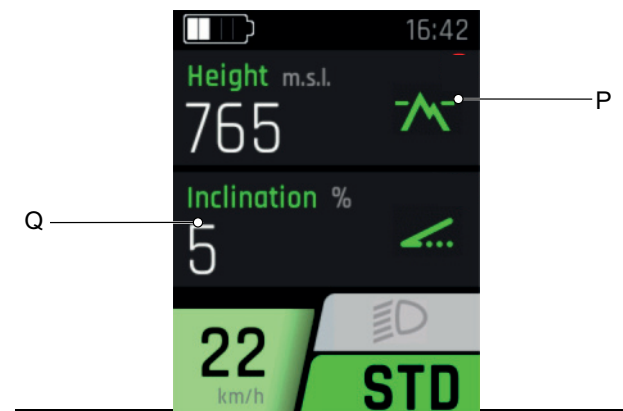 16:42
Height m.s.l.
765
P
Inclination %
Q
5
22
km/h
STD